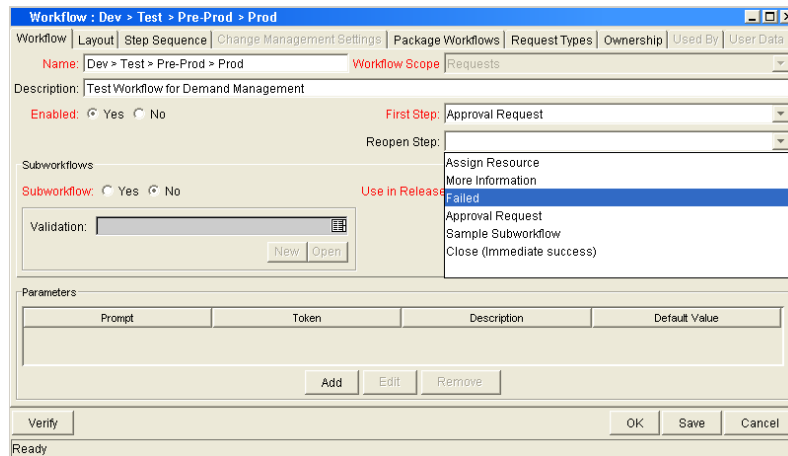 Workflow : Dev > Test > Pre-Prod > Prod
Workflow Layout Step Sequence Change Management Settings Package Workflows Request Types Ownership Used By User Data
Name: Dev > Test > Pre-Prod > Prod Workflow Scope Requests
Description: Test Workflow for Demand Management
Enabled: Yes No First Step: Approval Request
Reopen Step:
Subworkflows
Assign Resource
More Information
Subworkflow: Yes No Use in Release
Failed
Approval Request
Validation:
Sample Subworkflow
New Open
Close (Immediate success)
Parameters
Prompt Token Description Default Value
Add Edit Remove
Verify OK Save Cancel
Ready